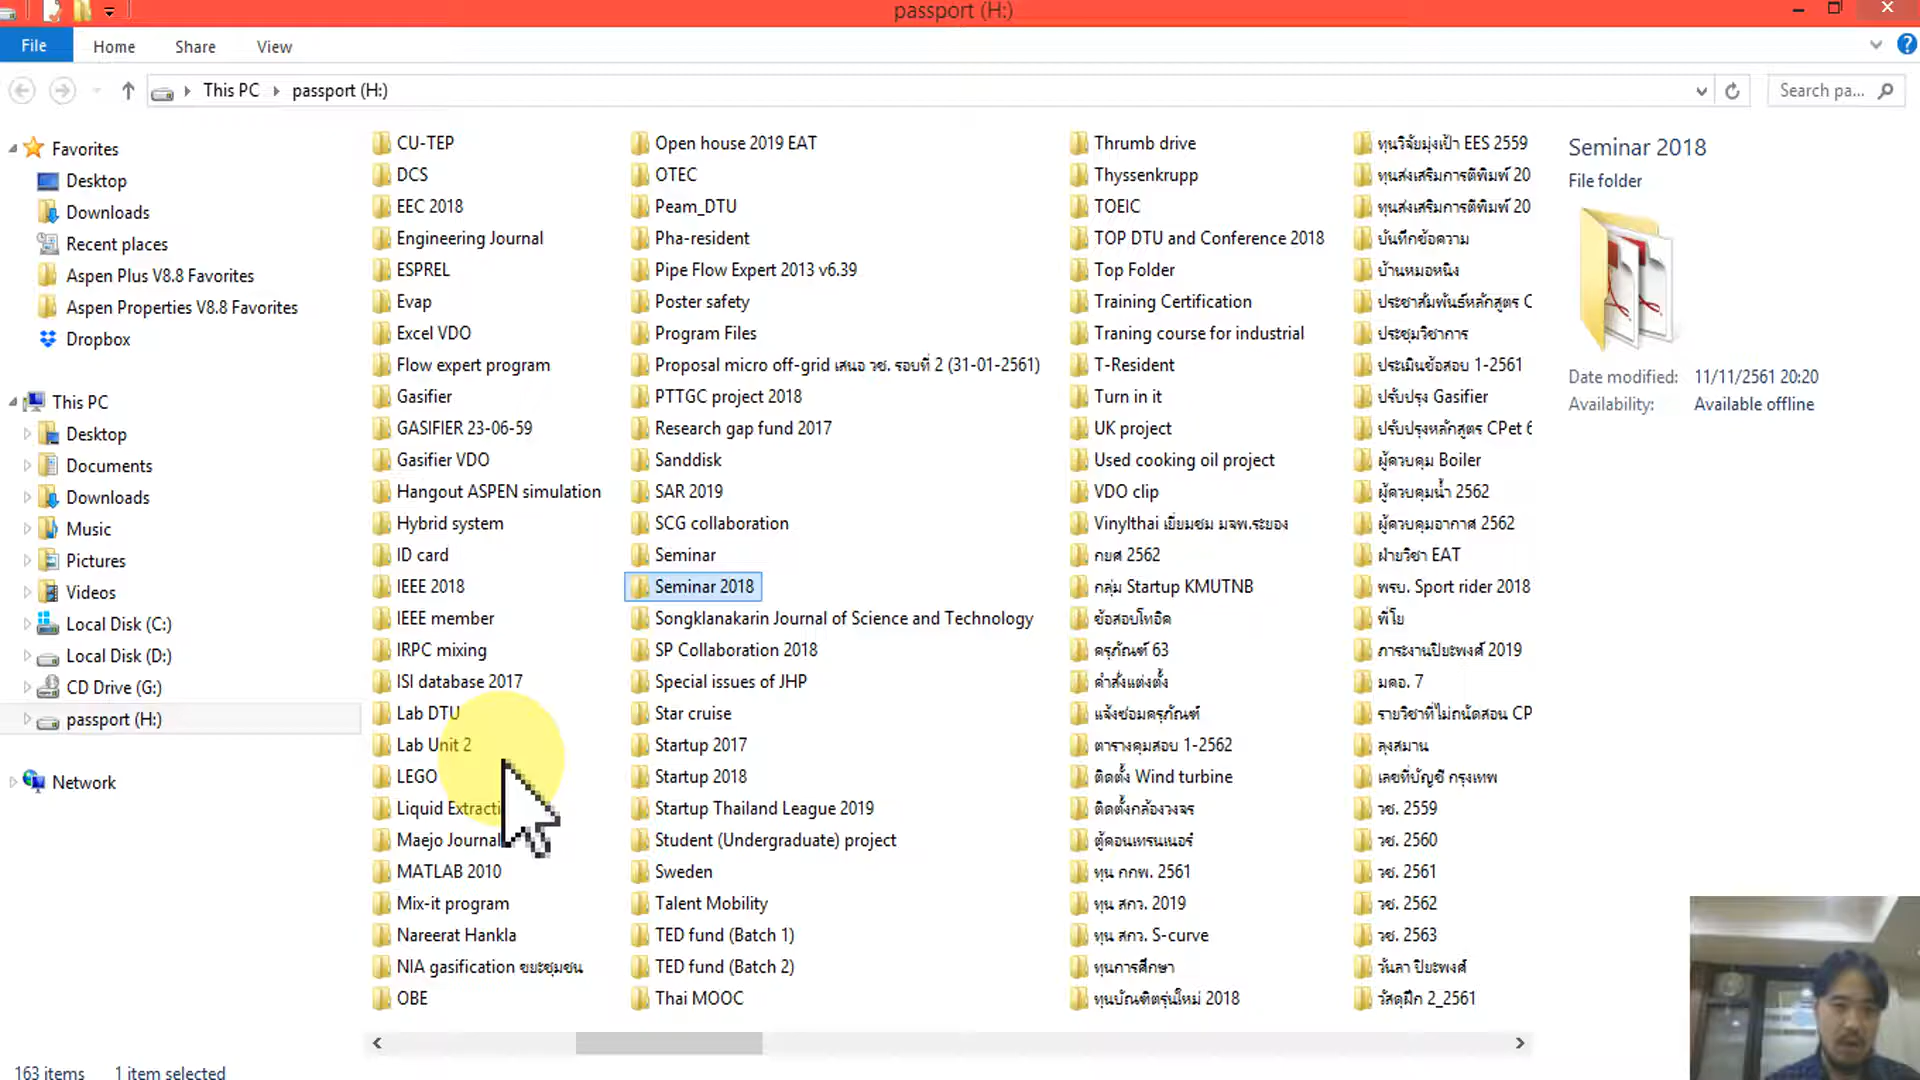 passport (H:)
File
Home
Share
View
This PC
passport (H:)
Search pa...
Favorites
Desktop
Downloads
Recent places
Aspen Plus V8.8 Favorites
Aspen Properties V8.8 Favorites
Dropbox
This PC
Desktop
Documents
Downloads
Music
Pictures
Videos
Local Disk (C:)
Local Disk (D:)
CD Drive (G:)
passport (H:)
Network
CU-TEP
DCS
EEC 2018
Engineering Journal
ESPREL
Evap
Excel VDO
Flow expert program
Gasifier
GASIFIER 23-06-59
Gasifier VDO
Hangout ASPEN simulation
Hybrid system
ID card
IEEE 2018
IEEE member
IRPC mixing
ISI database 2017
Lab DTU
Lab Unit 2
LEGO
Liquid Extracti
Maejo Journal
MATLAB 2010
Mix-it program
Nareerat Hankla
NIA gasification ขยะชุมชน
OBE
Open house 2019 EAT
OTEC
Peam_DTU
Pha-resident
Pipe Flow Expert 2013 v6.39
Poster safety
Program Files
Proposal micro off-grid เสนอ วช. รอบที่ 2 (31-01-2561)
PTTGC project 2018
Research gap fund 2017
Sanddisk
SAR 2019
SCG collaboration
Seminar
Seminar 2018
Songklanakarin Journal of Science and Technology
SP Collaboration 2018
Special issues of JHP
Star cruise
Startup 2017
Startup 2018
Startup Thailand League 2019
Student (Undergraduate) project
Sweden
Talent Mobility
TED fund (Batch 1)
TED fund (Batch 2)
Thai MOOC
Thrumb drive
Thyssenkrupp
TOEIC
TOP DTU and Conference 2018
Top Folder
Training Certification
Traning course for industrial
T-Resident
Turn in it
UK project
Used cooking oil project
VDO clip
Vinylthai เยี่ยมชม มจพ.ระยอง
กยศ 2562
กลุ่ม Startup KMUTNB
ข้อสอบโทอิค
ครุภัณฑ์ 63
คำสั่งแต่งตั้ง
แจ้งซ่อมครุภัณฑ์
ตารางคุมสอบ 1-2562
ติดตั้ง Wind turbine
ติดตั้งกล้องวงจร
ตู้คอนเทรนเนอร์
ทุน กกพ. 2561
ทุน สกว. 2019
ทุน สกว. S-curve
ทุนการศึกษา
ทุนบัณฑิตรุ่นใหม่ 2018
ทุนวิจัยมุ่งเป้า EES 2559
ทุนส่งเสริมการตีพิมพ์ 20
ทุนส่งเสริมการตีพิมพ์ 20
บันทึกข้อความ
บ้านหมอหนิง
ประชาสัมพันธ์หลักสูตร C
ประชุมวิชาการ
ประเมินข้อสอบ 1-2561
ปรับปรุง Gasifier
ปรับปรุงหลักสูตร CPet 6
ผู้ควบคุม Boiler
ผู้ควบคุมน้ำ 2562
ผู้ควบคุมอากาศ 2562
ฝ่ายวิชา EAT
พรบ. Sport rider 2018
พี่โย
ภาระงานปิยะพงศ์ 2019
มคอ. 7
รายวิชาที่ไม่ถนัดสอน CP
ลุงสมาน
เลขที่บัญชี กรุงเทพ
วช. 2559
วช. 2560
วช. 2561
วช. 2562
วช. 2563
วันลา ปิยะพงศ์
วัสดุฝึก 2_2561
Seminar 2018
File folder
Date modified: 11/11/2561 20:20
Availability: Available offline
163 items
1 item selected